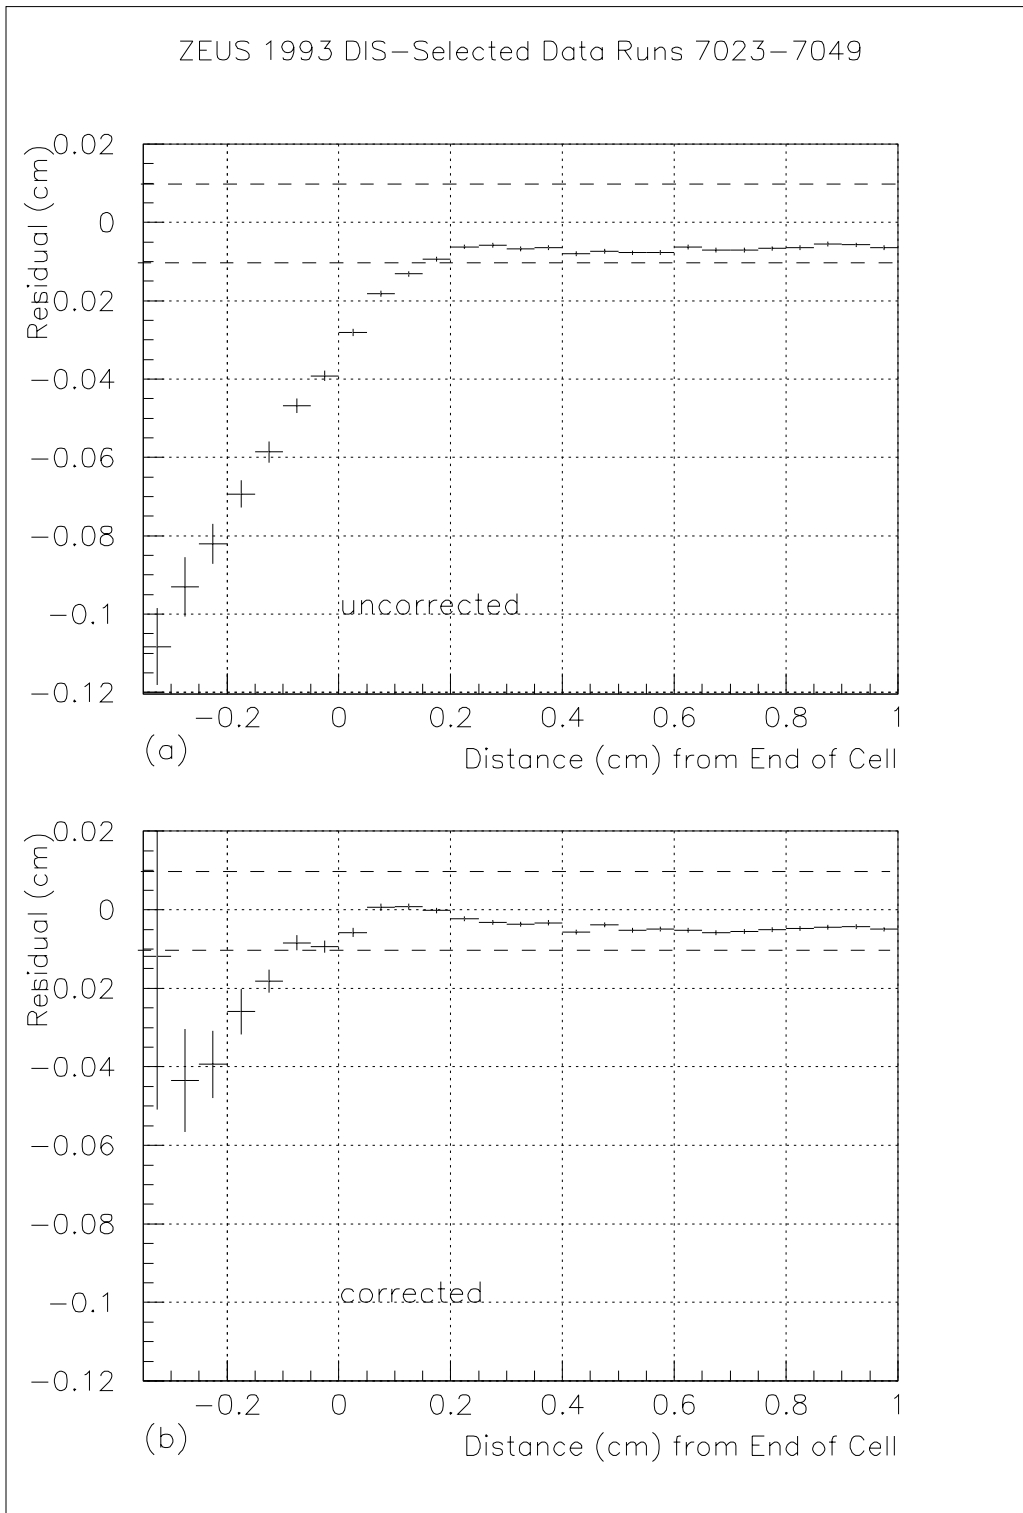 ZEUS 1993 DIS-Selected Data Runs 7023-7049
Residual (cm)
0.02
0
-0.02
-0.04
-0.06
-0.08
-0.1
-0.12
uncorrected
-0.2 0 0.2 0.4 0.6 0.8 1
(a)
Distance (cm) from End of Cell
Residual (cm)
0.02
0
-0.02
-0.04
-0.06
-0.08
-0.1
-0.12
corrected
-0.2 0 0.2 0.4 0.6 0.8 1
(b)
Distance (cm) from End of Cell